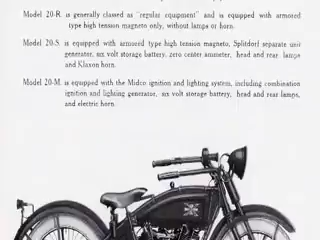 Model 20-R. is generally classed as "regular equipment" and is equipped with armored
type high tension magneto only, without lamps or horn.
Model 20-S. is equipped with armored type high tension magneto, Splitdorf separate unit
generator, six volt storage battery, zero center ammeter, head and rear lamps
and Klaxon horn.
Model 20-M. is equipped with the Midco ignition and lighting system, including combination
ignition and lighting generator, six volt storage battery, head and rear lamps,
and electric horn.